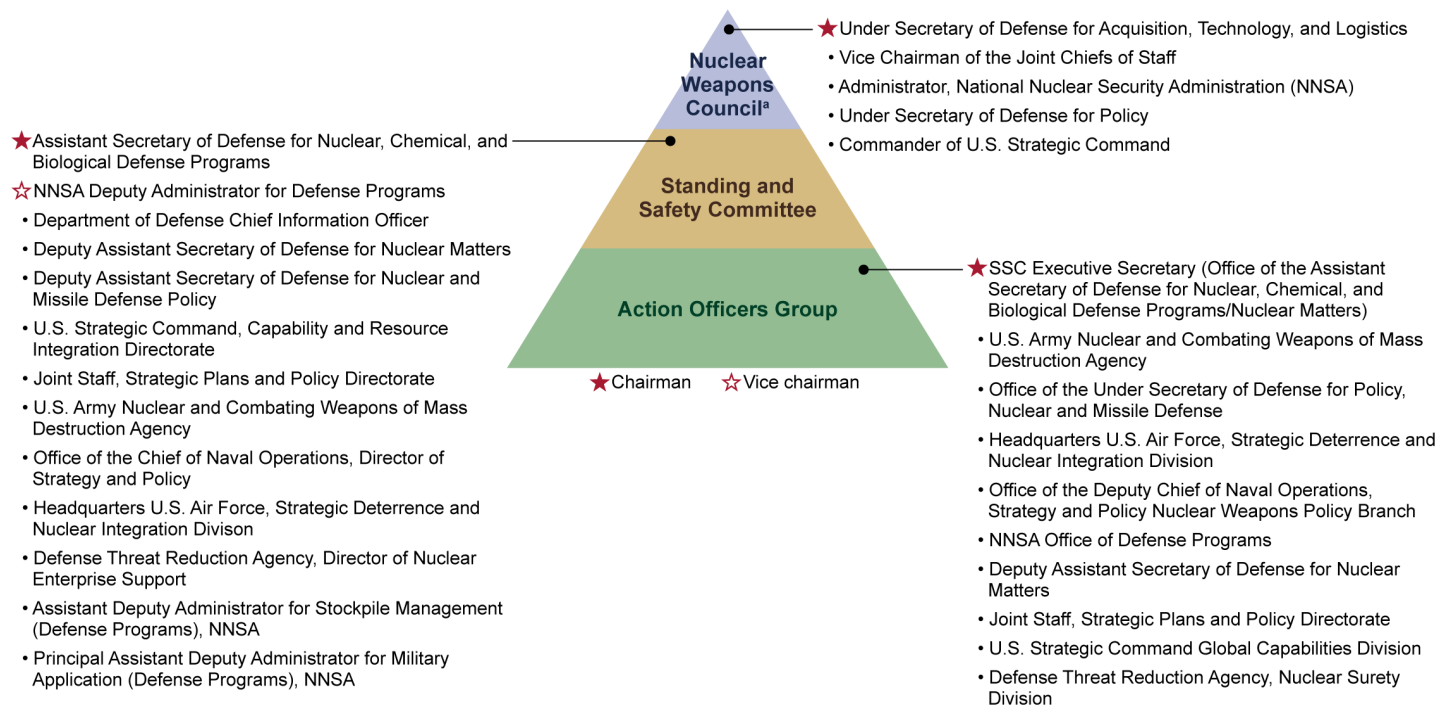 ★Under Secretary of Defense for Acquisition, Technology, and Logistics
• Vice Chairman of the Joint Chiefs of Staff
• Administrator, National Nuclear Security Administration (NNSA)
• Under Secretary of Defense for Policy
• Commander of U.S. Strategic Command
Nuclear
Weapons
Councilª
★Assistant Secretary of Defense for Nuclear, Chemical, and
Biological Defense Programs
☆NNSA Deputy Administrator for Defense Programs
• Department of Defense Chief Information Officer
• Deputy Assistant Secretary of Defense for Nuclear Matters
• Deputy Assistant Secretary of Defense for Nuclear and
Missile Defense Policy
• U.S. Strategic Command, Capability and Resource
Integration Directorate
• Joint Staff, Strategic Plans and Policy Directorate
• U.S. Army Nuclear and Combating Weapons of Mass
Destruction Agency
• Office of the Chief of Naval Operations, Director of
Strategy and Policy
• Headquarters U.S. Air Force, Strategic Deterrence and
Nuclear Integration Divison
• Defense Threat Reduction Agency, Director of Nuclear
Enterprise Support
• Assistant Deputy Administrator for Stockpile Management
(Defense Programs), NNSA
• Principal Assistant Deputy Administrator for Military
Application (Defense Programs), NNSA
Standing and
Safety Committee
Action Officers Group
★Chairman ☆Vice chairman
★SSC Executive Secretary (Office of the Assistant
Secretary of Defense for Nuclear, Chemical, and
Biological Defense Programs/Nuclear Matters)
• U.S. Army Nuclear and Combating Weapons of Mass
Destruction Agency
• Office of the Under Secretary of Defense for Policy,
Nuclear and Missile Defense
• Headquarters U.S. Air Force, Strategic Deterrence and
Nuclear Integration Division
• Office of the Deputy Chief of Naval Operations,
Strategy and Policy Nuclear Weapons Policy Branch
• NNSA Office of Defense Programs
• Deputy Assistant Secretary of Defense for Nuclear
Matters
• Joint Staff, Strategic Plans and Policy Directorate
• U.S. Strategic Command Global Capabilities Division
• Defense Threat Reduction Agency, Nuclear Surety
Division